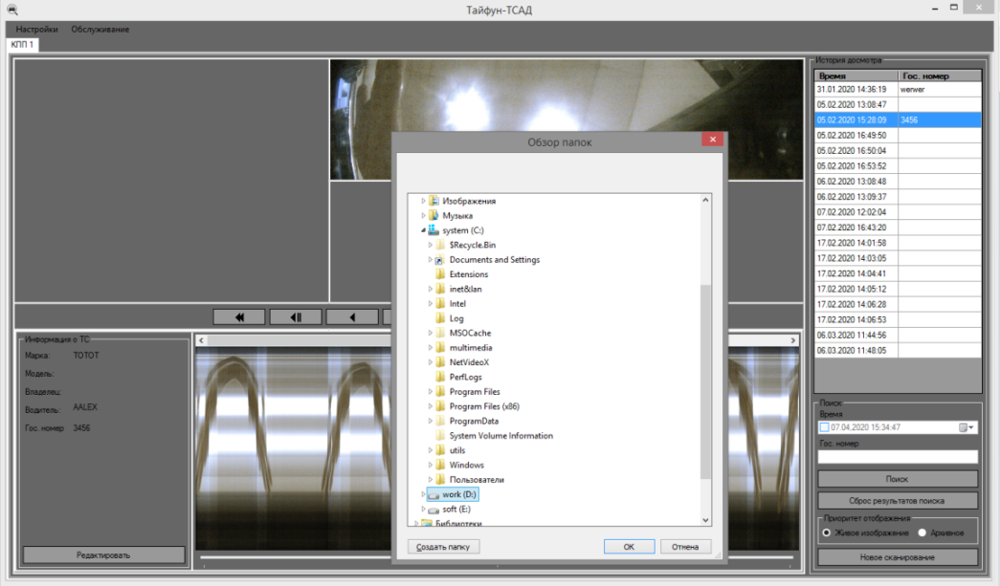 Тайфун-ТСАД
Настройки Обслуживание
КПП 1
История досмотра
Время Гос. номер
31.01.2020 14:36:19 werwer
05.02.2020 13:08:47
05.02.2020 15:28:09 3456
05.02.2020 16:49:50
05.02.2020 16:50:04
05.02.2020 16:53:52
06.02.2020 13:08:48
06.02.2020 13:09:37
07.02.2020 12:02:04
07.02.2020 16:43:20
17.02.2020 14:01:58
17.02.2020 14:03:05
17.02.2020 14:04:41
17.02.2020 14:05:12
17.02.2020 14:06:28
17.02.2020 14:06:53
06.03.2020 11:44:56
06.03.2020 11:48:05
Обзор папок
Изображения
Музыка
system (C:)
$Recycle.Bin
Documents and Settings
Extensions
inet&lan
Intel
Log
MSOCache
multimedia
NetVideoX
PerfLogs
Program Files
Program Files (x86)
ProgramData
System Volume Information
utils
Windows
Пользователи
work (D:)
soft (E:)
Библиотеки
Создать папку ОК Отмена
Информация о ТС
Марка: TOTOT
Модель:
Владелец:
Водитель: AALEX
Гос. номер 3456
Редактировать
Поиск
Время
07.04.2020 15:34:47
Гос. номер
Поиск
Сброс результатов поиска
Приоритет отображения
Живое изображение Архивное
Новое сканирование